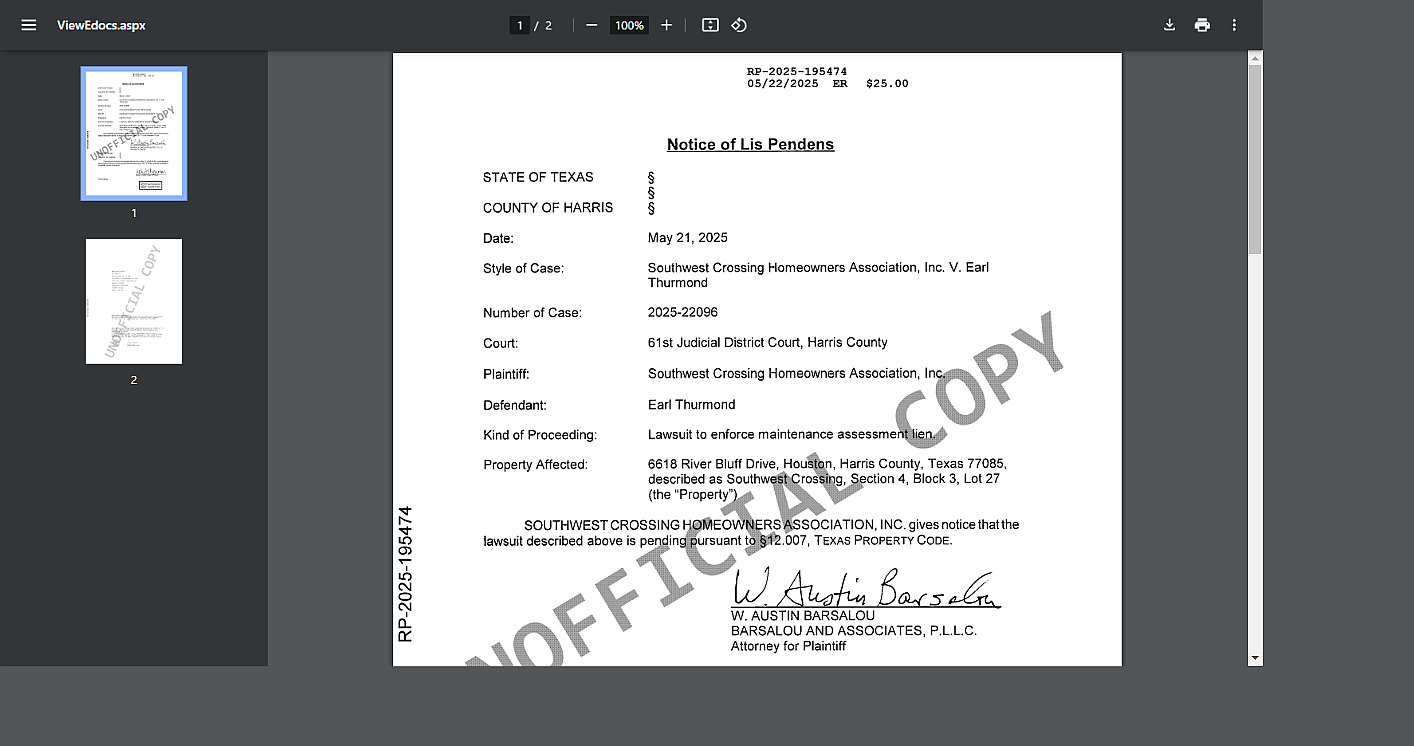 ViewEdocs.aspx
1 / 2
100%
1
2
RP-2025-195474
05/22/2025 ER $25.00
Notice of Lis Pendens
STATE OF TEXAS §
§
COUNTY OF HARRIS §
Date: May 21, 2025
Style of Case: Southwest Crossing Homeowners Association, Inc. V. Earl
Thurmond
Number of Case: 2025-22096
Court: 61st Judicial District Court, Harris County
Plaintiff: Southwest Crossing Homeowners Association, Inc.
Defendant: Earl Thurmond
Kind of Proceeding: Lawsuit to enforce maintenance assessment lien.
Property Affected: 6618 River Bluff Drive, Houston, Harris County, Texas 77085,
described as Southwest Crossing, Section 4, Block 3, Lot 27
(the “Property”)
SOUTHWEST CROSSING HOMEOWNERS ASSOCIATION, INC. gives notice that the
lawsuit described above is pending pursuant to §12.007, TEXAS PROPERTY CODE.
W. Austin Barsalou
W. AUSTIN BARSALOU
BARSALOU AND ASSOCIATES, P.L.L.C.
Attorney for Plaintiff
RP-2025-195474
UNOFFICIAL COPY
UNOFFICIAL COPY
UNOFFICIAL COPY